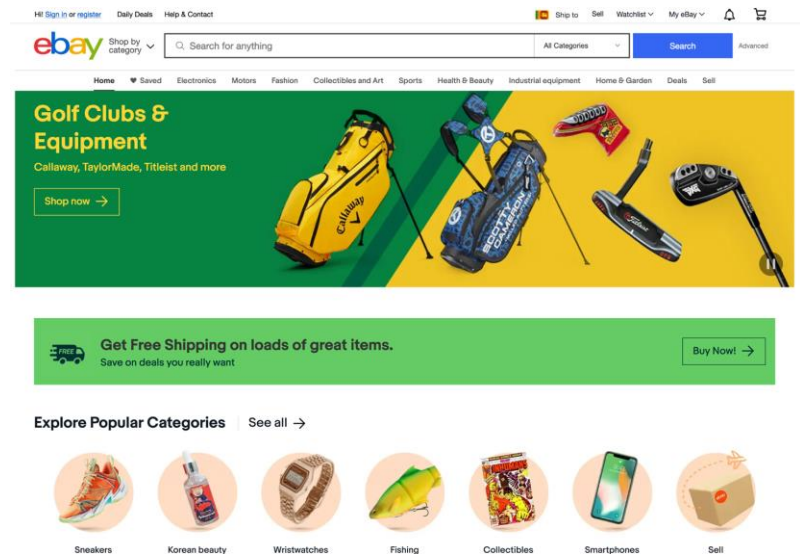 Hi! Sign in or register Daily Deals Help & Contact Ship to Sell Watchlist My eBay
ebay Shop by category Search for anything All Categories Search Advanced
Home Saved Electronics Motors Fashion Collectibles and Art Sports Health & Beauty Industrial equipment Home & Garden Deals Sell
Golf Clubs &
Equipment
Callaway, TaylorMade, Titleist and more
Shop now
Callaway
SCOTTY
CAMERON
Titleist
PXG
FREE
Get Free Shipping on loads of great items.
Save on deals you really want
Buy Now!
Explore Popular Categories See all
INHUMANS
Sneakers Korean beauty Wristwatches Fishing Collectibles Smartphones Sell